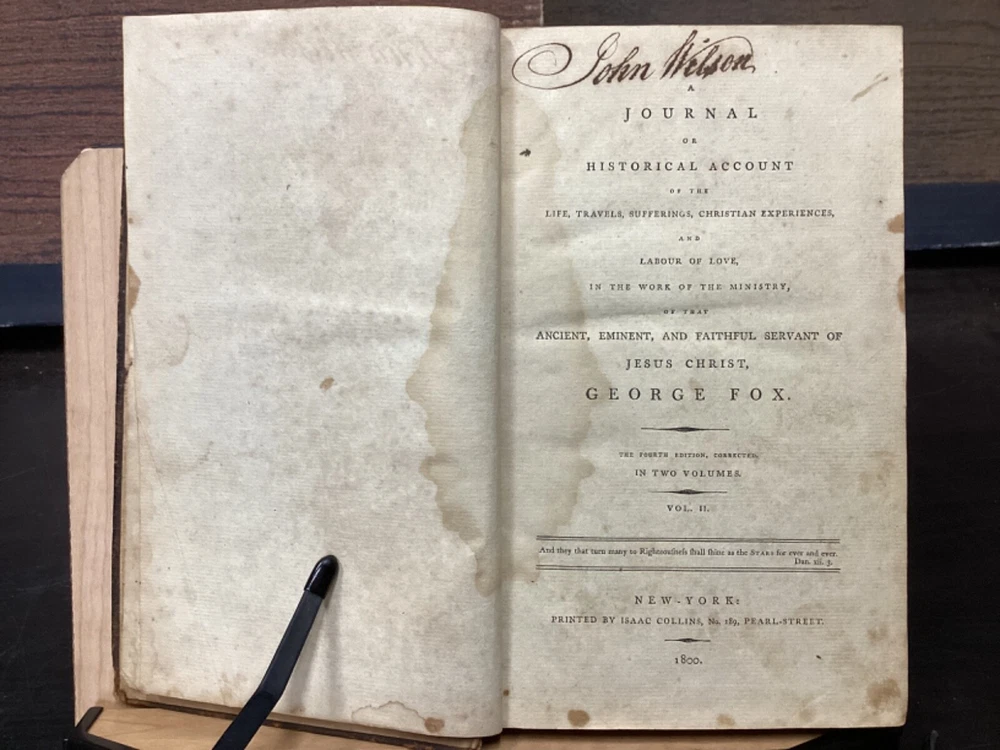 John Wilson
A
JOURNAL
OR
HISTORICAL ACCOUNT
OF THE
LIFE, TRAVELS, SUFFERINGS, CHRISTIAN EXPERIENCES,
AND
LABOUR OF LOVE,
IN THE WORK OF THE MINISTRY,
OF THAT
ANCIENT, EMINENT, AND FAITHFUL SERVANT OF
JESUS CHRIST,
GEORGE FOX.
THE FOURTH EDITION, CORRECTED,
IN TWO VOLUMES.
VOL. II.
And they that turn many to Righteouſneſs ſhall ſhine as the STARS for ever and ever.
Dan. xii. 3.
NEW-YORK:
PRINTED BY ISAAC COLLINS, No. 189, PEARL-STREET.
1800.